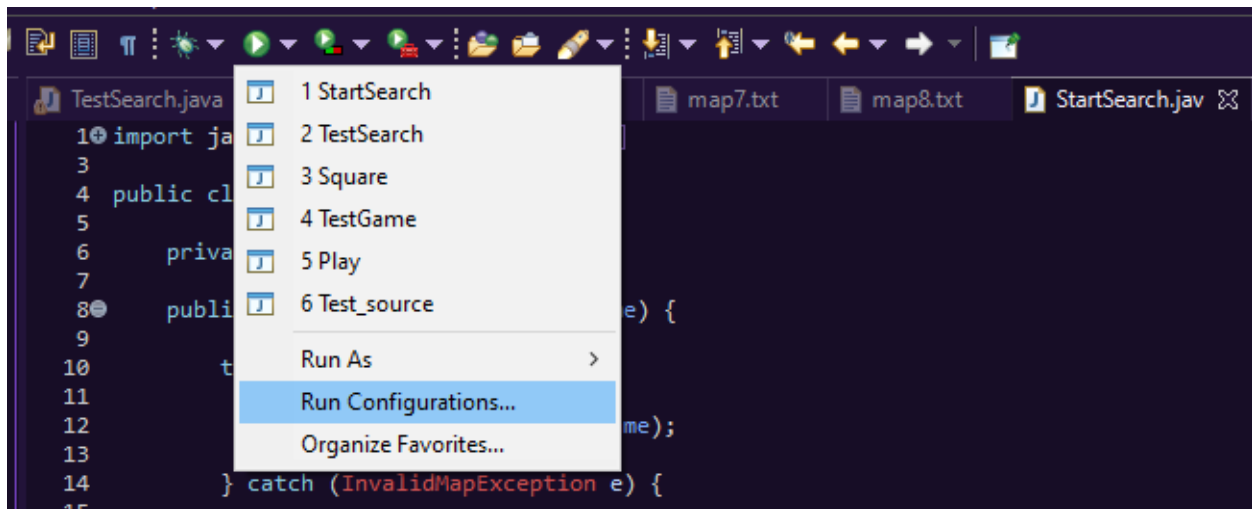 TestSearch.java
map7.txt
map8.txt
StartSearch.jav
1 StartSearch
2 TestSearch
3 Square
4 TestGame
5 Play
6 Test_source
Run As
Run Configurations...
Organize Favorites...
1 import ja
3
4 public cl
5
6 priva
7
8 publi e) {
9
10 t
11
12 me);
13
14 } catch (InvalidMapException e) {